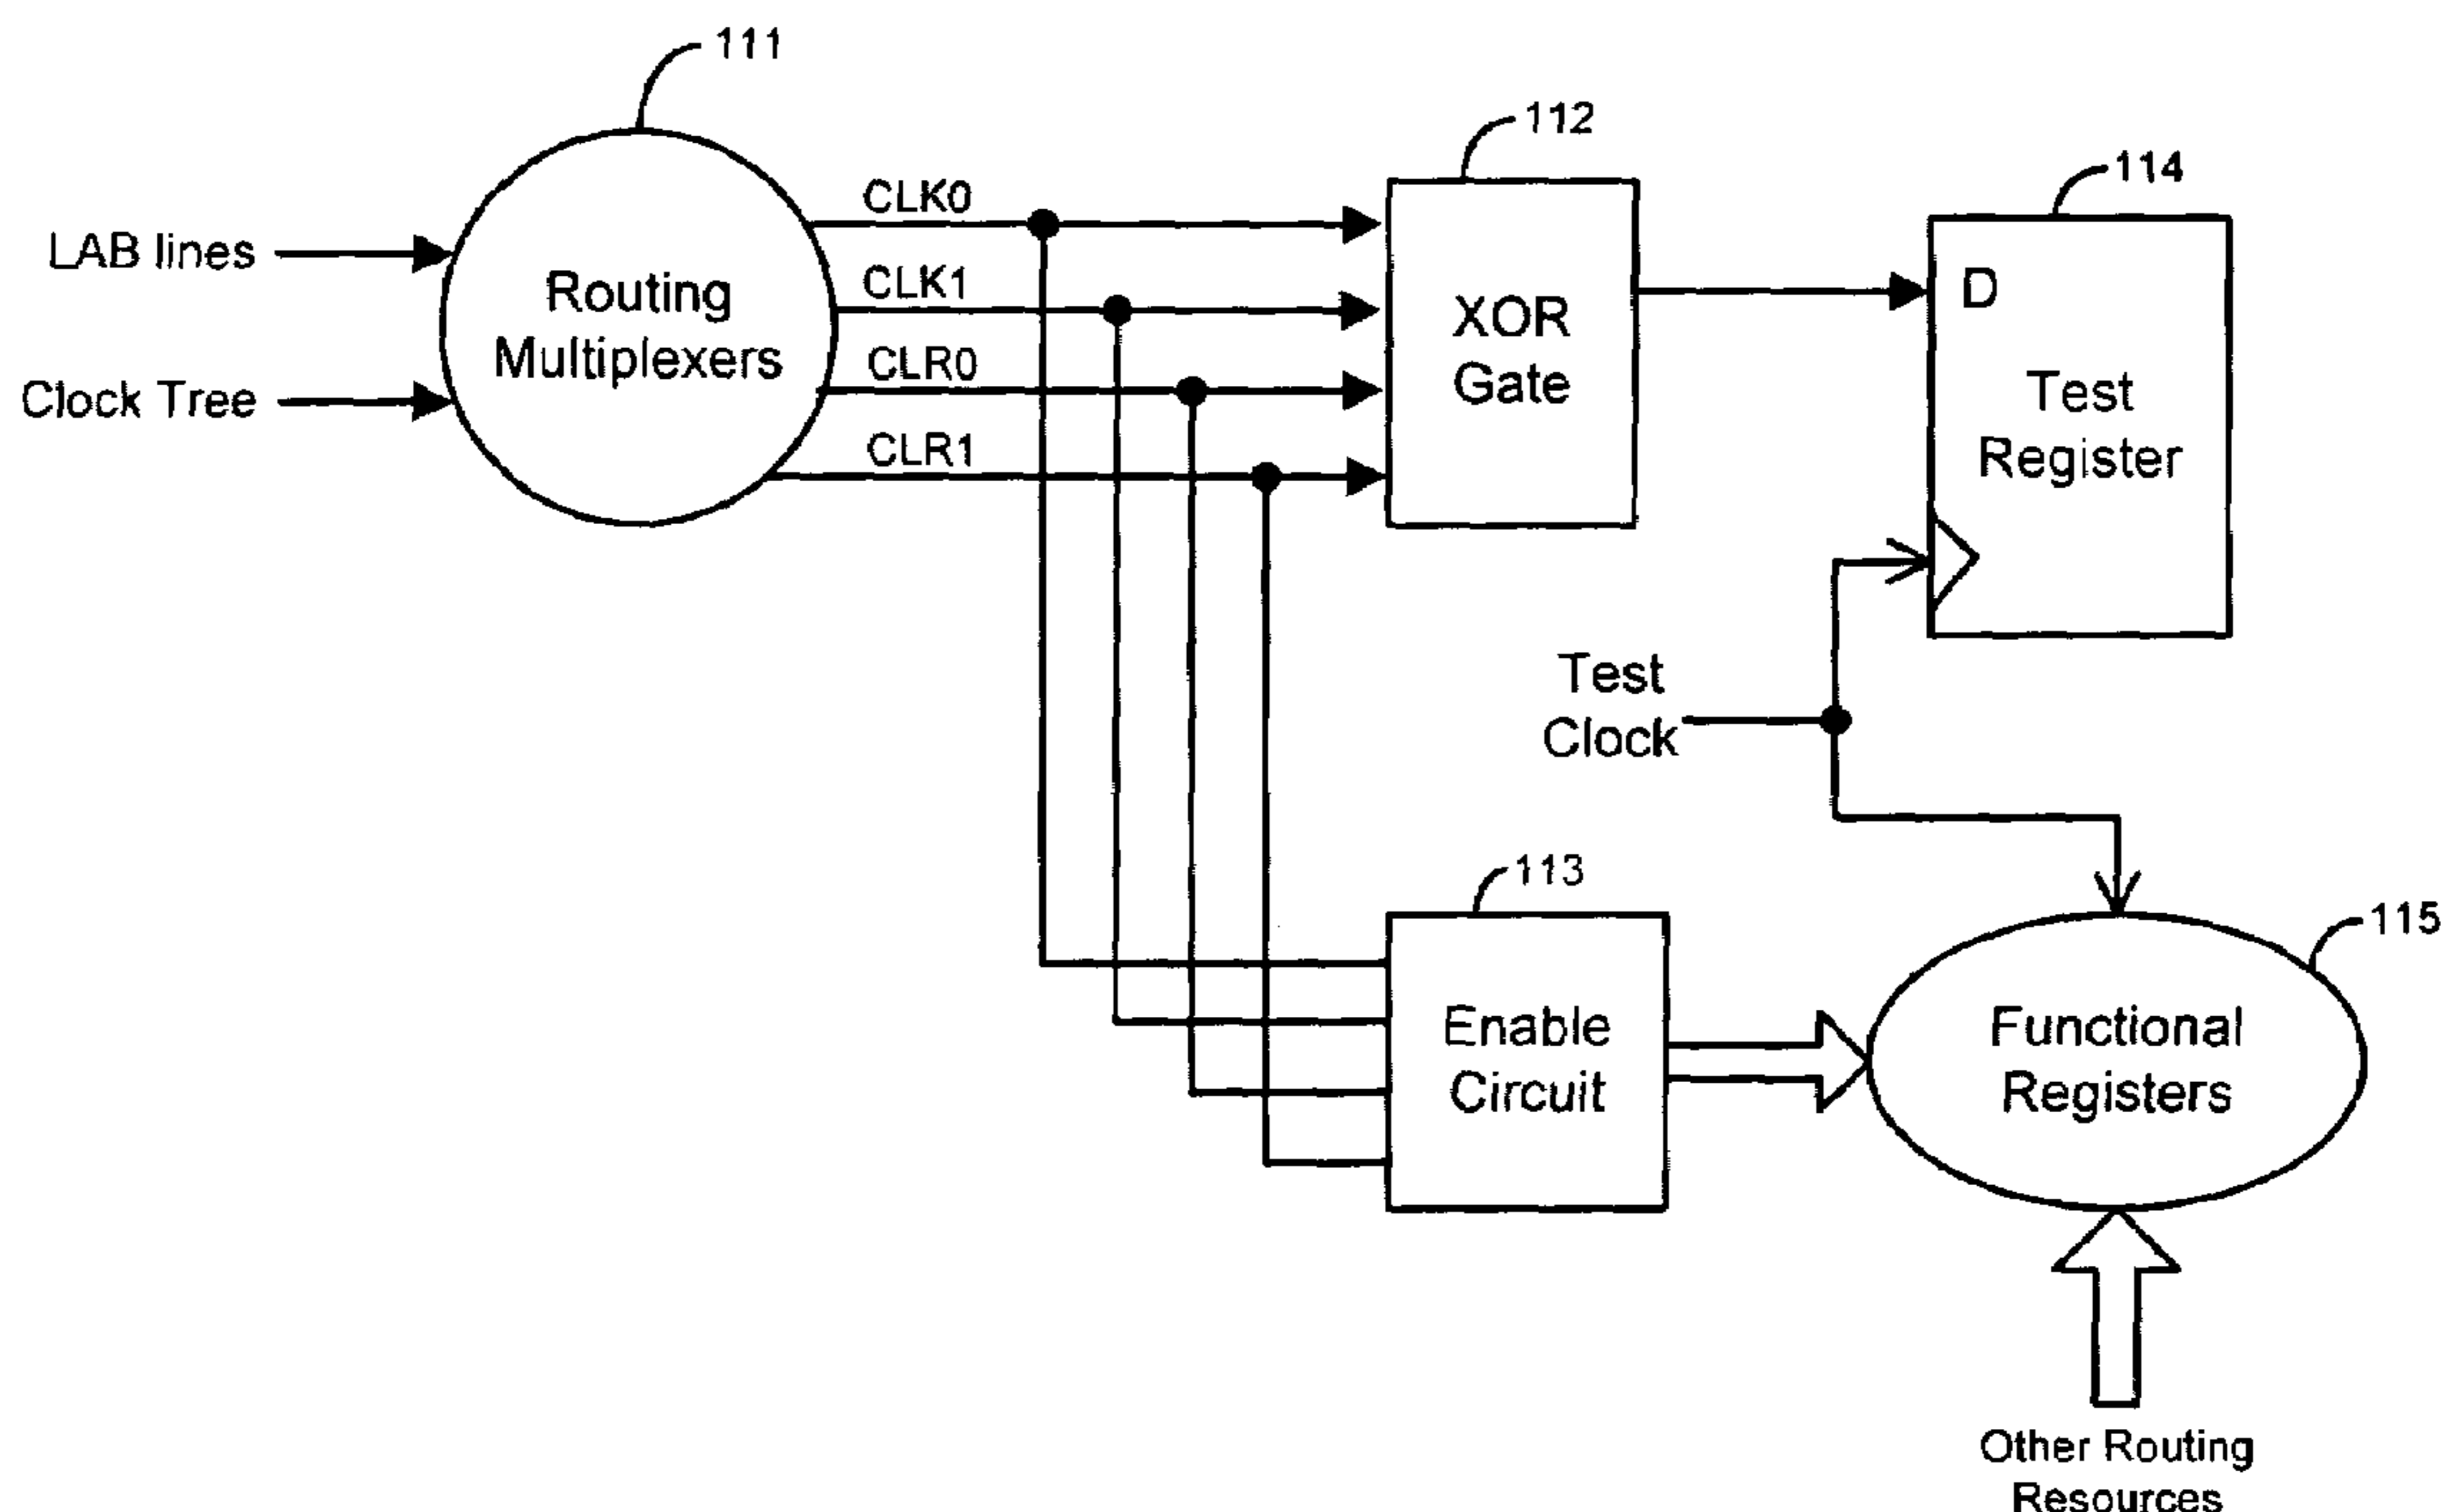 111
112
114
CLK0
LAB lines
CLK1
Routing
Multiplexers
XOR
Gate
D
CLR0
Clock Tree
Test
Register
CLR1
Test
Clock
113
115
Enable
Circuit
Functional
Registers
Other Routing
Resources